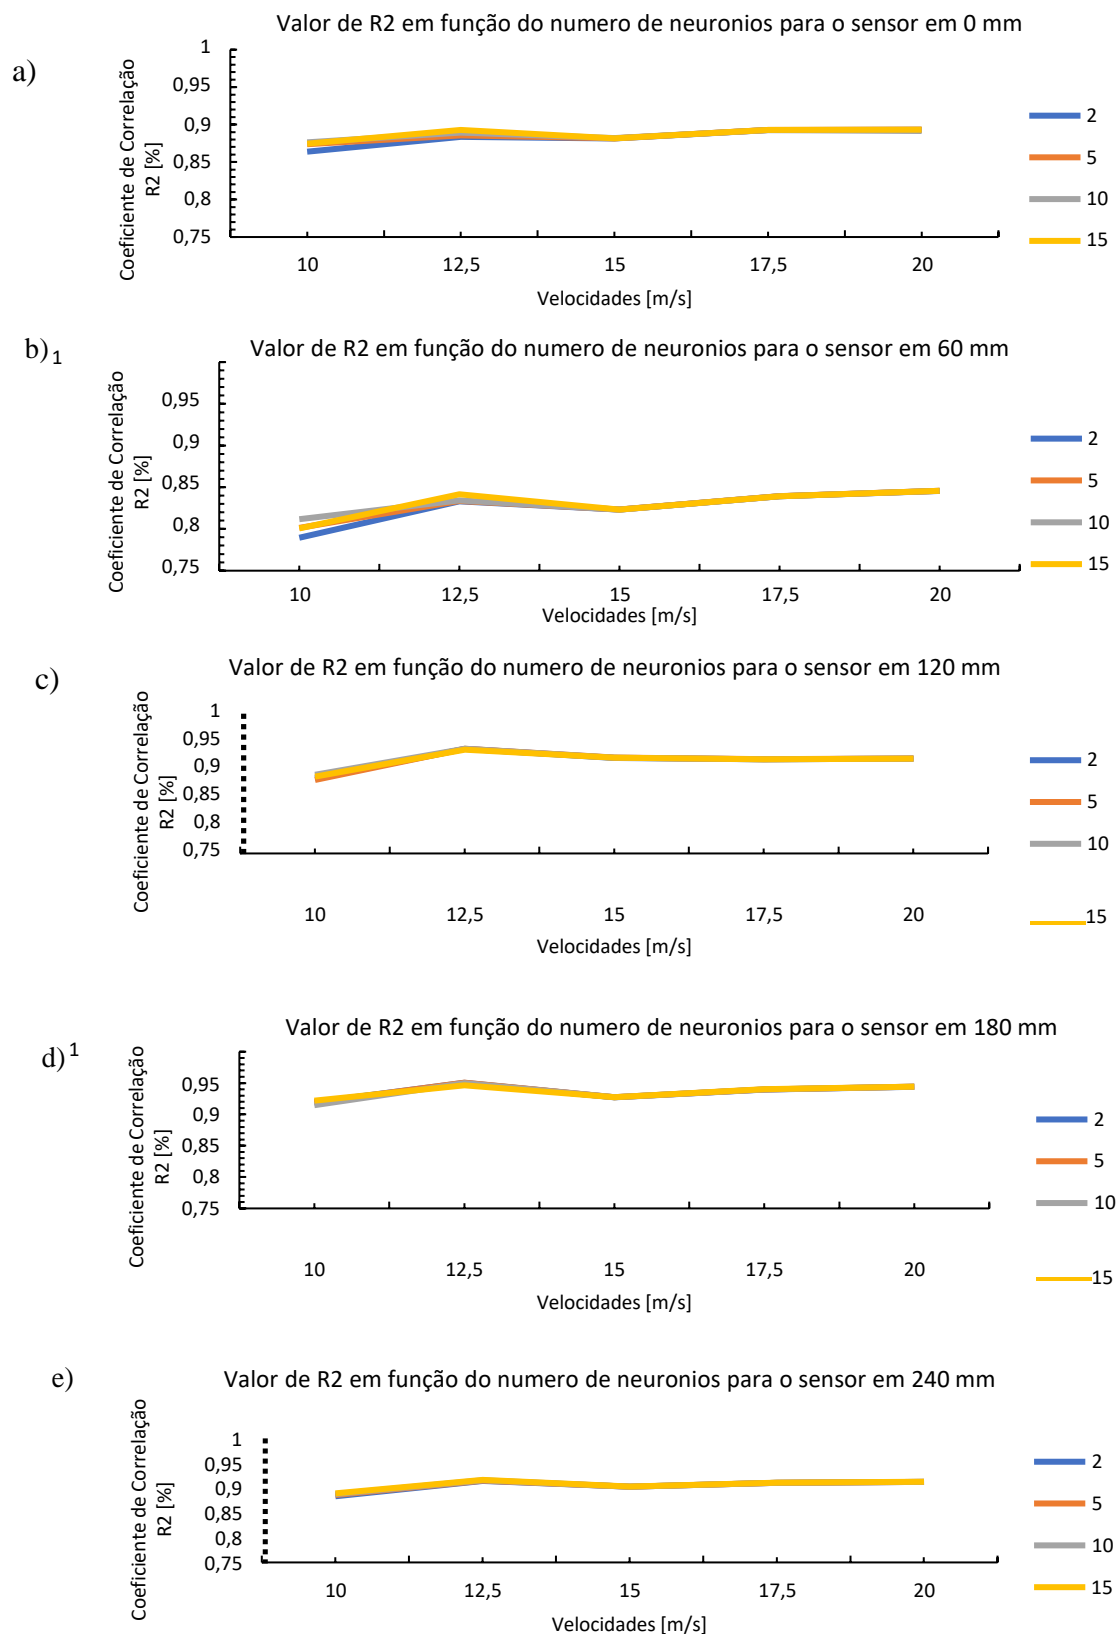 a)
Valor de R2 em função do numero de neuronios para o sensor em 0 mm
Coeficiente de Correlação
R2 [%]
1
0,95
0,9
0,85
0,8
0,75
10 12,5 15 17,5 20
Velocidades [m/s]
2
5
10
15
b) 1
Valor de R2 em função do numero de neuronios para o sensor em 60 mm
Coeficiente de Correlação
R2 [%]
0,95
0,9
0,85
0,8
0,75
10 12,5 15 17,5 20
Velocidades [m/s]
2
5
10
15
c)
Valor de R2 em função do numero de neuronios para o sensor em 120 mm
Coeficiente de Correlação
R2 [%]
1
0,95
0,9
0,85
0,8
0,75
10 12,5 15 17,5 20
Velocidades [m/s]
2
5
10
15
d) 1
Valor de R2 em função do numero de neuronios para o sensor em 180 mm
Coeficiente de Correlação
R2 [%]
0,95
0,9
0,85
0,8
0,75
10 12,5 15 17,5 20
Velocidades [m/s]
2
5
10
15
e)
Valor de R2 em função do numero de neuronios para o sensor em 240 mm
Coeficiente de Correlação
R2 [%]
1
0,95
0,9
0,85
0,8
0,75
10 12,5 15 17,5 20
Velocidades [m/s]
2
5
10
15